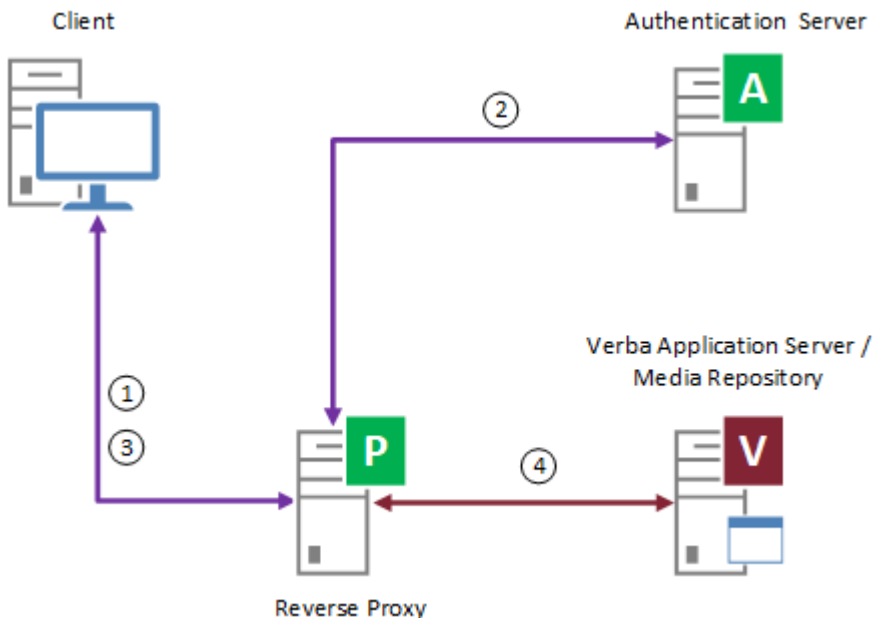 Client
Authentication Server
A
2
Verba Application Server /
Media Repository
1
3
P
4
V
Reverse Proxy